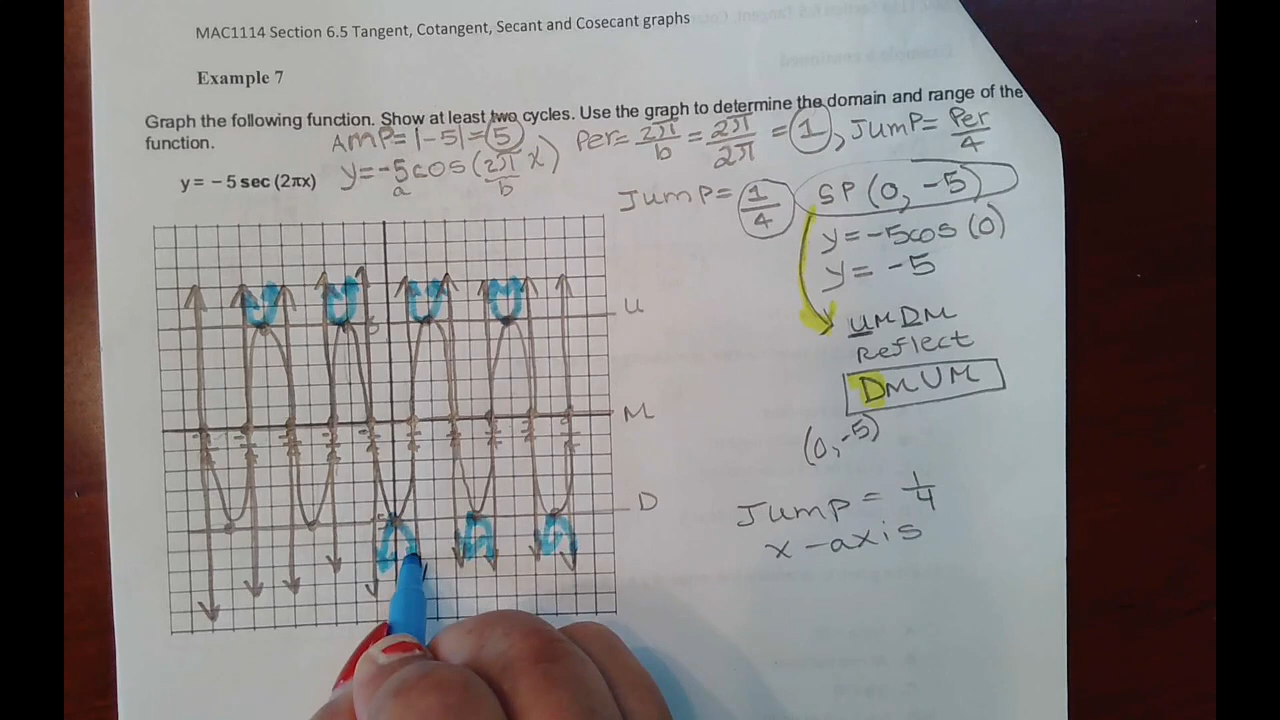 MAC1114 Section 6.5 Tangent, Cotangent, Secant and Cosecant graphs
Example 7
Graph the following function. Show at least two cycles. Use the graph to determine the domain and range of the
function.
AMP = |-5| = 5
Per = 2π/b = 2π/2π = 1, Jump = Per/4
y = - 5 sec (2πx)
y = -5cos(2πx)
a
b
Jump = 1/4
SP (0, -5)
y = -5cos(0)
y = -5
UMDM
Reflect
DMUM
(0, -5)
Jump = 1/4
x-axis
U
M
D